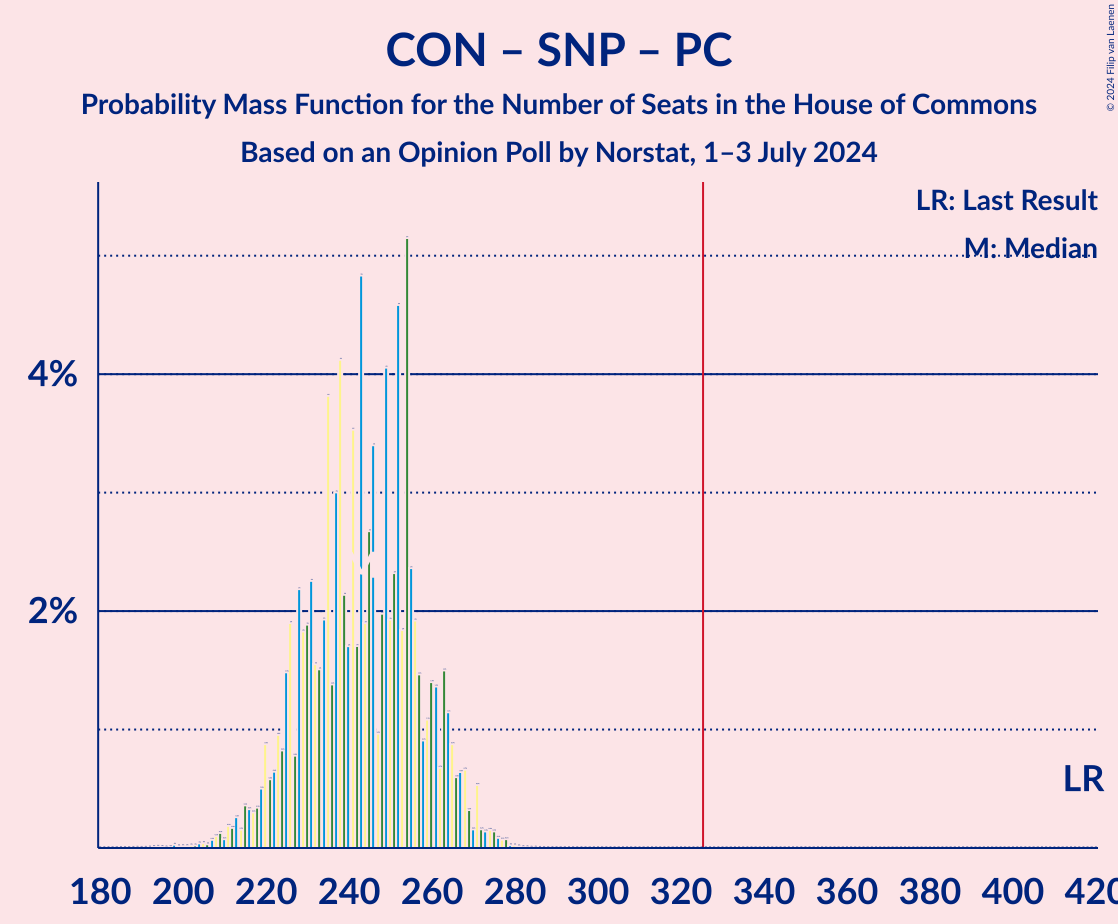 CON – SNP – PC
Probability Mass Function for the Number of Seats in the House of Commons
Based on an Opinion Poll by Norstat, 1–3 July 2024
© 2024 Filip van Laenen
LR: Last Result
M: Median
4%
2%
LR
180 200 220 240 260 280 300 320 340 360 380 400 420